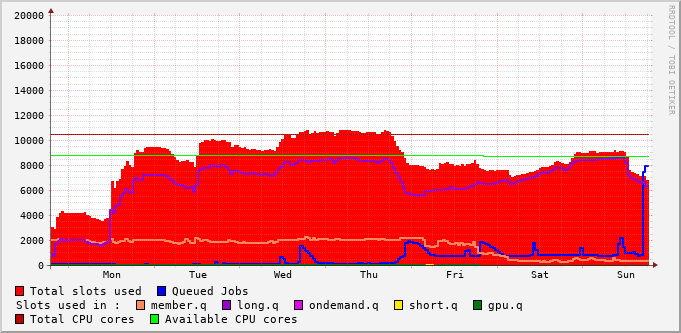 RRDTOOL / TOBI OETIKER
20000
18000
16000
14000
12000
10000
8000
6000
4000
2000
0
Mon Tue Wed Thu Fri Sat Sun
Total slots used Queued Jobs
Slots used in : member.q long.q ondemand.q short.q gpu.q
Total CPU cores Available CPU cores